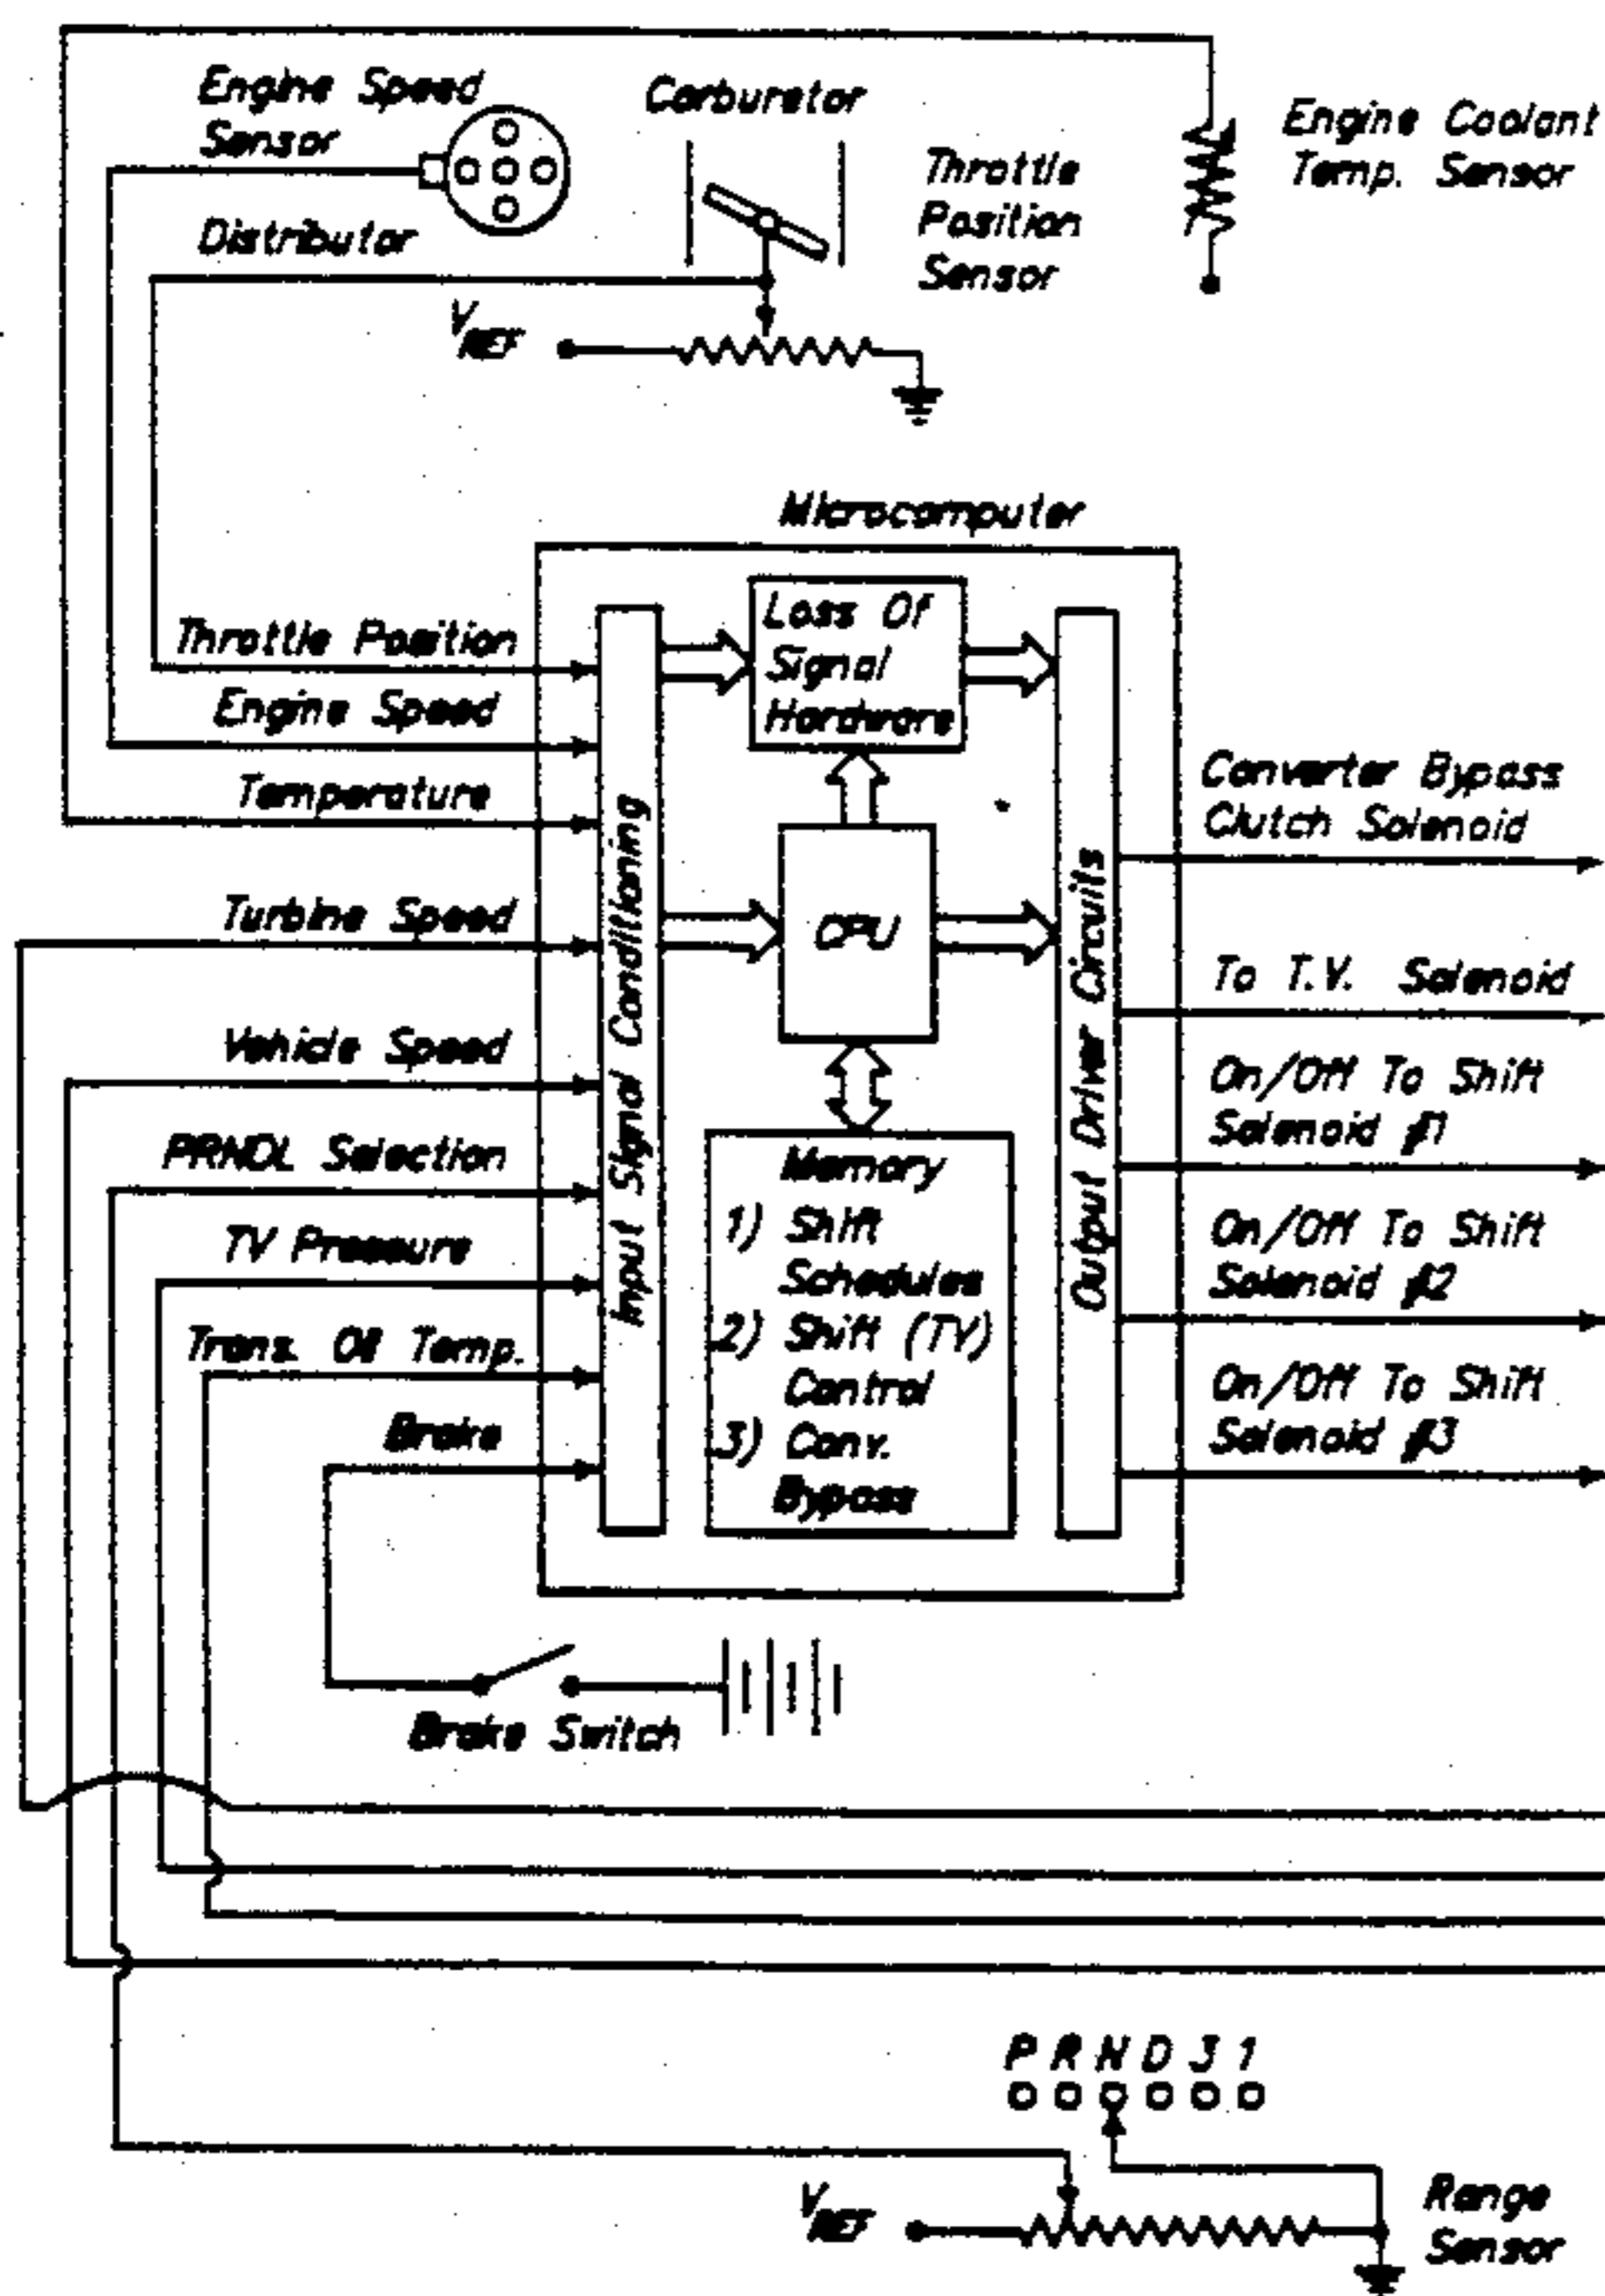 Engine Speed
Sensor
Distributor
Carburetor
Throttle
Position
Sensor
Engine Coolant
Temp. Sensor
VREF
Microcomputer
Throttle Position
Engine Speed
Temperature
Turbine Speed
Vehicle Speed
PRNDL Selection
TV Pressure
Trans. Oil Temp.
Brake
Input Signal Conditioning
Loss Of
Signal
Hardware
CPU
Memory
1) Shift
Schedules
2) Shift (TV)
Control
3) Conv.
Bypass
Output Driver Circuits
Converter Bypass
Clutch Solenoid
To T.V. Solenoid
On/Off To Shift
Solenoid #1
On/Off To Shift
Solenoid #2
On/Off To Shift
Solenoid #3
Brake Switch
P R N D 3 1
VREF
Range
Sensor